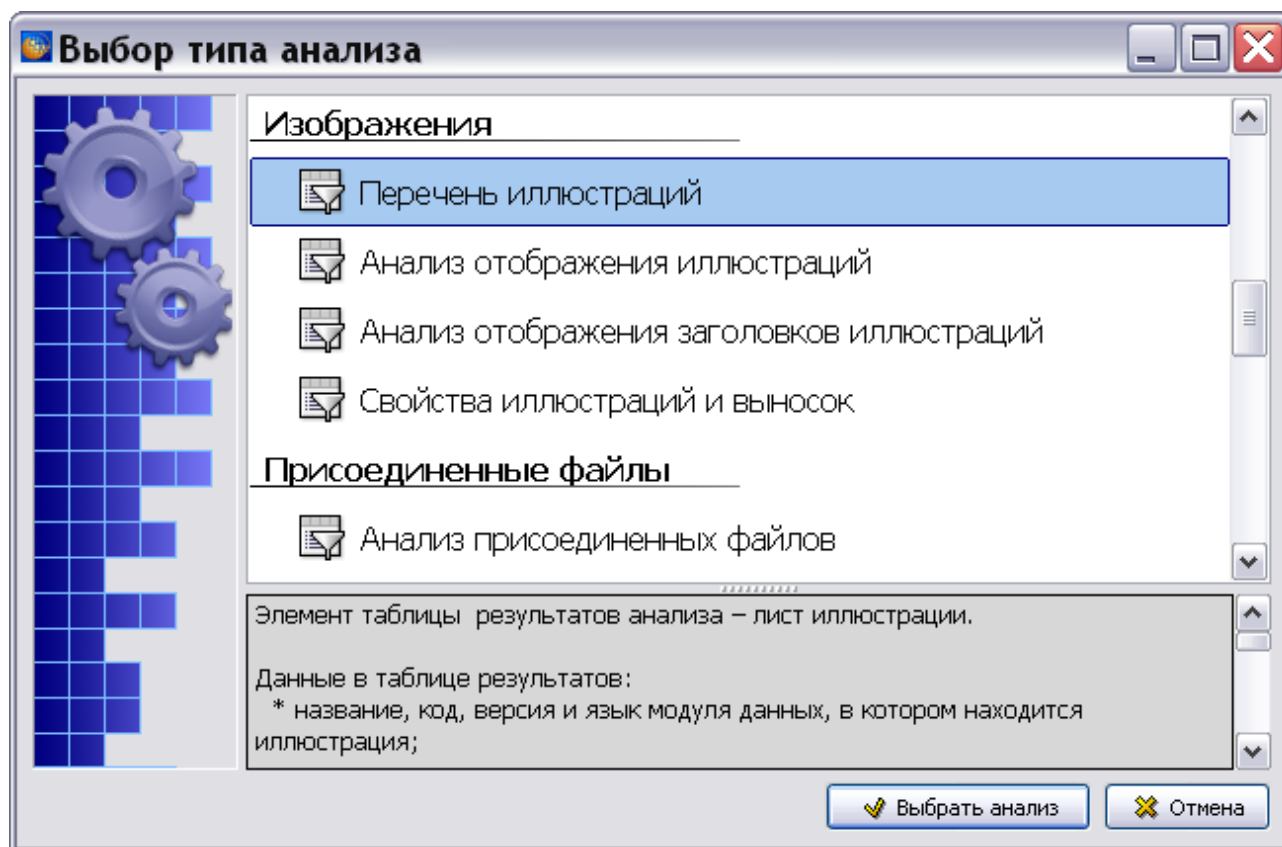 Выбор типа анализа
Изображения
Перечень иллюстраций
Анализ отображения иллюстраций
Анализ отображения заголовков иллюстраций
Свойства иллюстраций и выносок
Присоединенные файлы
Анализ присоединенных файлов
Элемент таблицы  результатов анализа – лист иллюстрации.
Данные в таблице результатов:
* название, код, версия и язык модуля данных, в котором находится
иллюстрация;
Выбрать анализ
Отмена